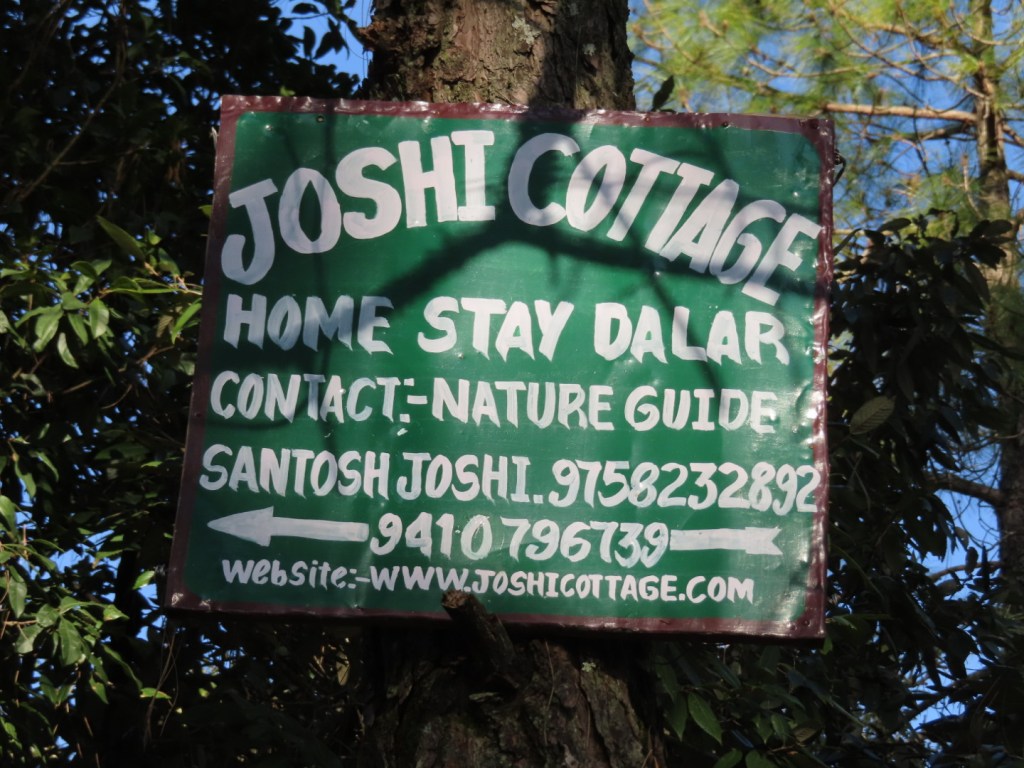 JOSHI COTTAGE
HOME STAY DALAR
CONTACT:-NATURE GUIDE
SANTOSH JOSHI. 9758232892
9410796739
website:-WWW.JOSHICOTTAGE.COM